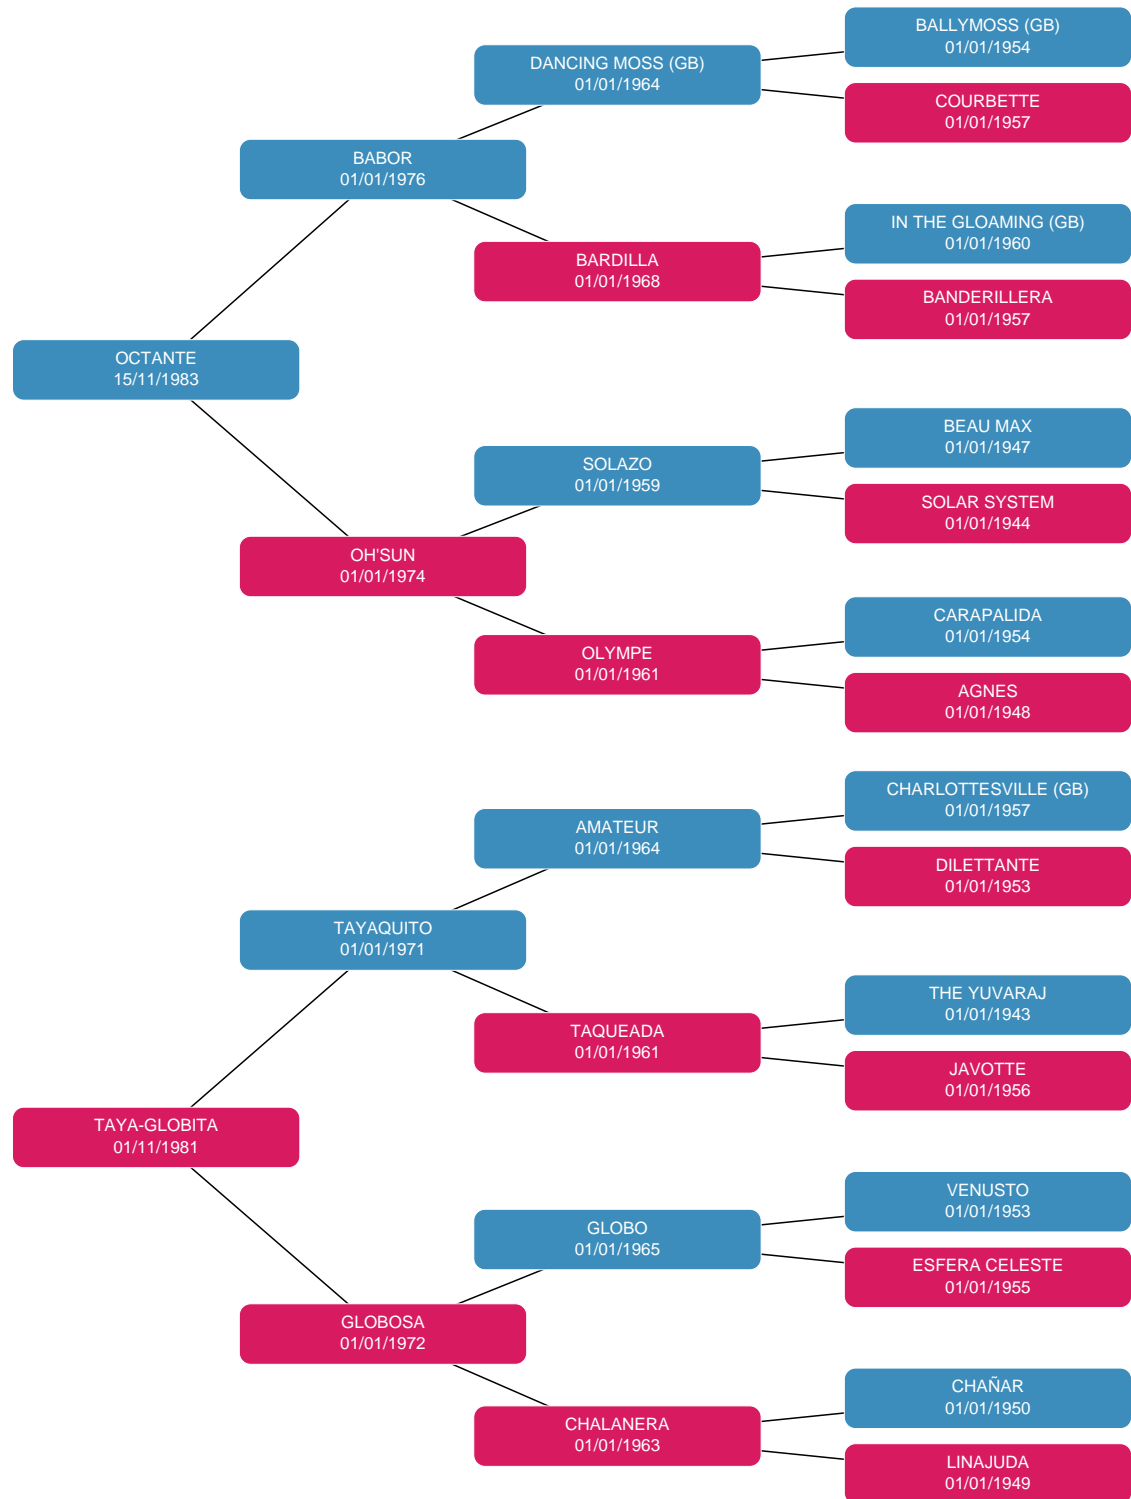 BALLYMOSS (GB)
01/01/1954
DANCING MOSS (GB)
01/01/1964
COURBETTE
01/01/1957
BABOR
01/01/1976
IN THE GLOAMING (GB)
01/01/1960
BARDILLA
01/01/1968
BANDERILLERA
01/01/1957
OCTANTE
15/11/1983
BEAU MAX
01/01/1947
SOLAZO
01/01/1959
SOLAR SYSTEM
01/01/1944
OH'SUN
01/01/1974
CARAPALIDA
01/01/1954
OLYMPE
01/01/1961
AGNES
01/01/1948
CHARLOTTESVILLE (GB)
01/01/1957
AMATEUR
01/01/1964
DILETTANTE
01/01/1953
TAYAQUITO
01/01/1971
THE YUVARAJ
01/01/1943
TAQUEADA
01/01/1961
JAVOTTE
01/01/1956
TAYA-GLOBITA
01/11/1981
VENUSTO
01/01/1953
GLOBO
01/01/1965
ESFERA CELESTE
01/01/1955
GLOBOSA
01/01/1972
CHAÑAR
01/01/1950
CHALANERA
01/01/1963
LINAJUDA
01/01/1949